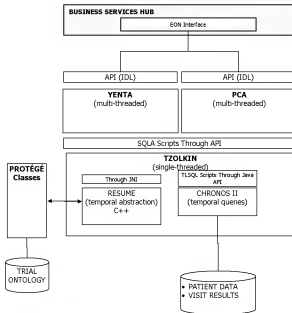 BUSINESS SERVICES HUB
EON Interface
API (IDL)
API (IDL)
YENTA
(multi-threaded)
PCA
(multi-threaded)
SQLA Scripts Through API
TZOLKIN
(single-threaded)
PROTÉGÉ
Classes
Through JNI
RESUME
(temporal abstraction)
C++
TLSQL Scripts Through Java
API
CHRONOS II
(temporal quenes)
TRIAL
ONTOLOGY
• PATIENT DATA
• VISIT RESULTS